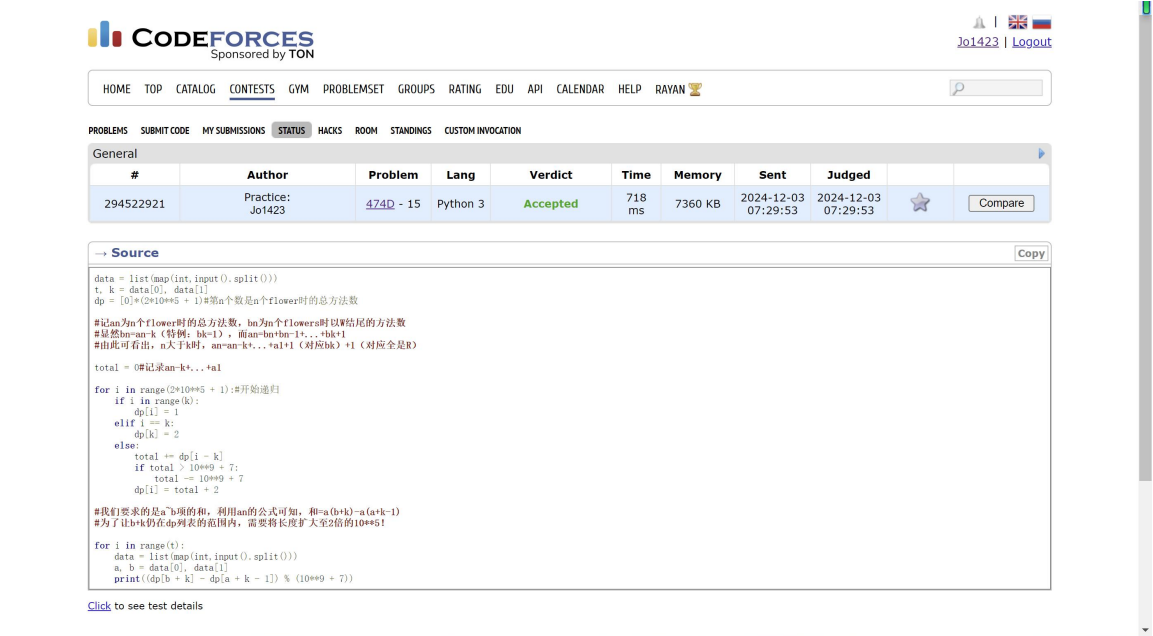 CODEFORCES
Sponsored by TON
|
Jo1423 | Logout
HOME TOP CATALOG CONTESTS GYM PROBLEMSET GROUPS RATING EDU API CALENDAR HELP RAYAN
PROBLEMS SUBMIT CODE MY SUBMISSIONS STATUS HACKS ROOM STANDINGS CUSTOM INVOCATION
General
# Author Problem Lang Verdict Time Memory Sent Judged
294522921 Practice: Jo1423 474D - 15 Python 3 Accepted 718 ms 7360 KB 2024-12-03 07:29:53 2024-12-03 07:29:53 Compare
→ Source Copy
data = list(map(int,input().split()))
t, k = data[0], data[1]
dp = [0]*(2*10**5 + 1)#第n个数是n个flower时的总方法数
#记an为n个flower时的总方法数，bn为n个flowers时以W结尾的方法数
#显然bn=an-k（特例：bk=1），而an=bn+bn-1+...+bk+1
#由此可看出，n大于k时，an=an-k+...+a1+1（对应bk）+1（对应全是R）
total = 0#记录an-k+...+a1
for i in range(2*10**5 + 1):#开始递归
    if i in range(k):
        dp[i] = 1
    elif i == k:
        dp[k] = 2
    else:
        total += dp[i - k]
        if total > 10**9 + 7:
            total -= 10**9 + 7
        dp[i] = total + 2
#我们要求的是a~b项的和，利用an的公式可知，和=a(b+k)-a(a+k-1)
#为了让b+k仍在dp列表的范围内，需要将长度扩大至2倍的10**5！
for i in range(t):
    data = list(map(int,input().split()))
    a, b = data[0], data[1]
    print((dp[b + k] - dp[a + k - 1]) % (10**9 + 7))
Click to see test details